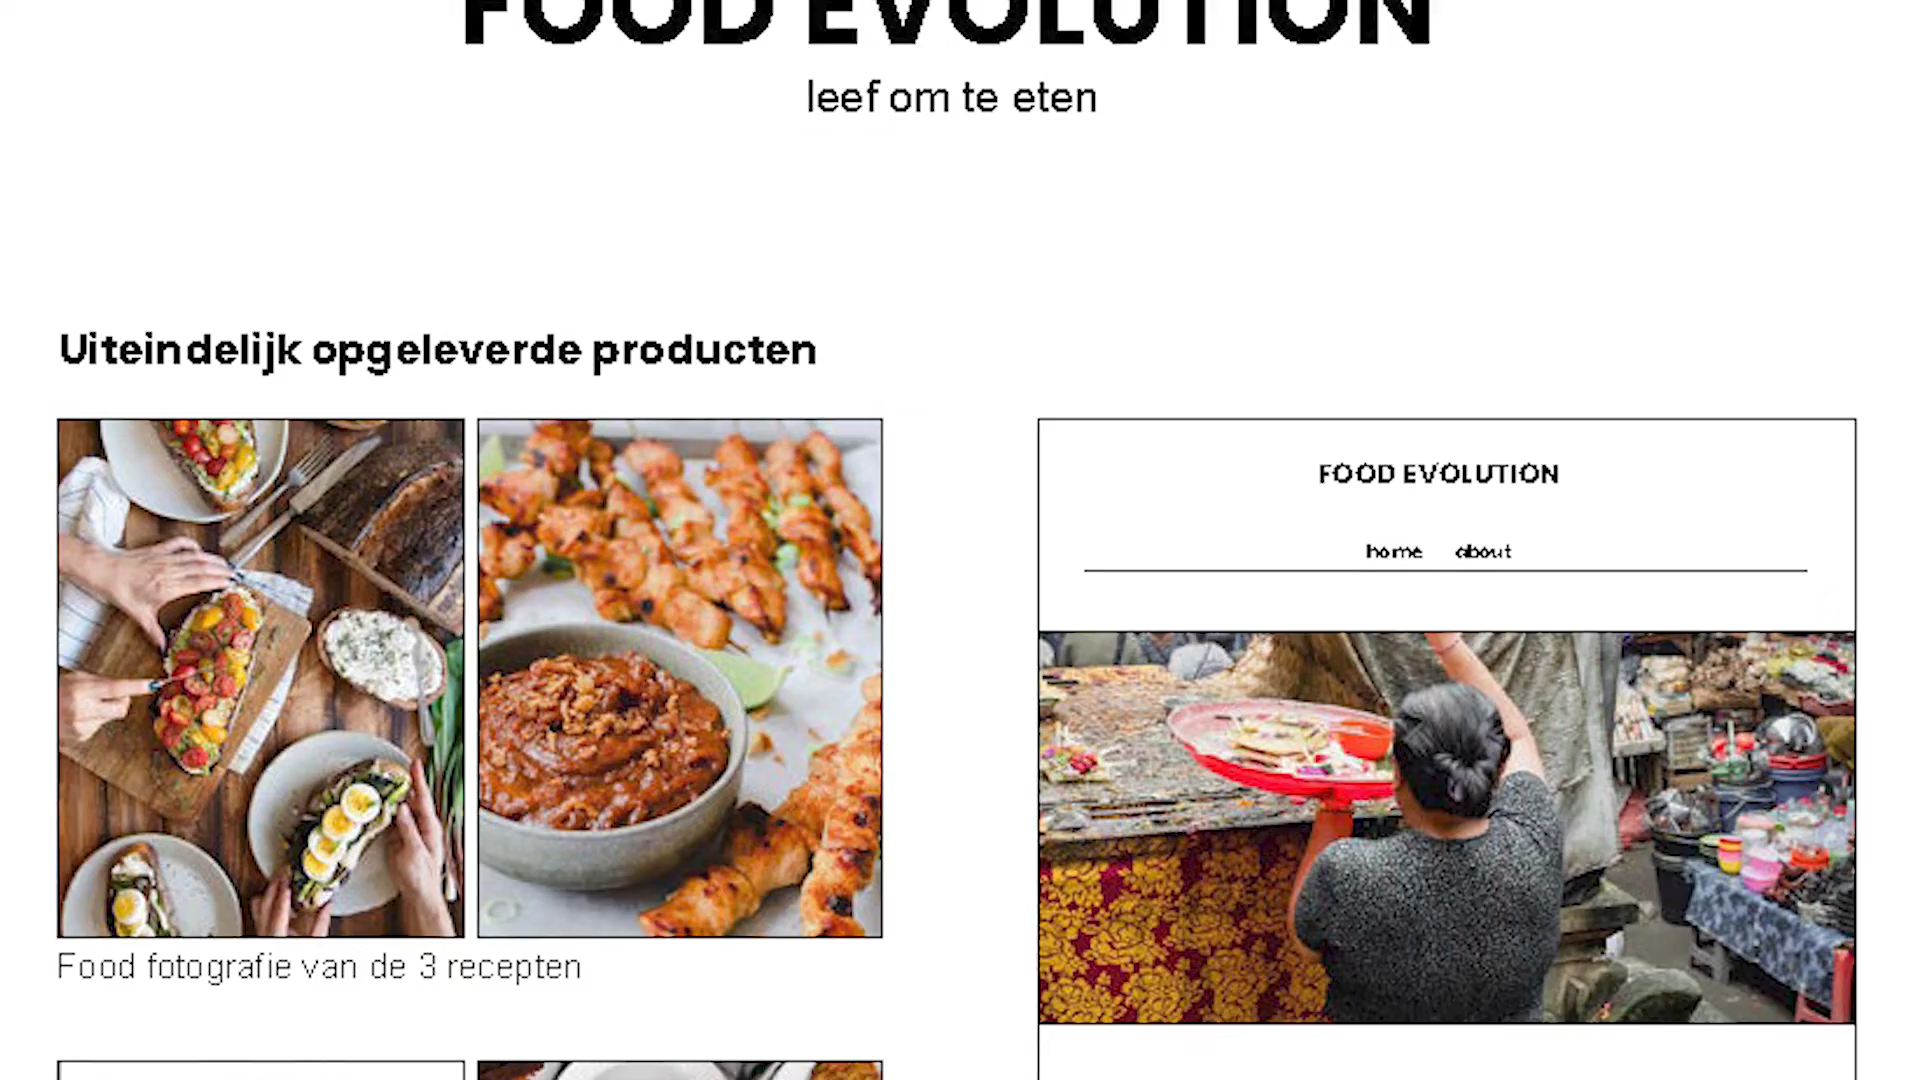 FOOD EVOLUTION
leef om te eten
Uiteindelijk opgeleverde producten
FOOD EVOLUTION
home about
Food fotografie van de 3 recepten